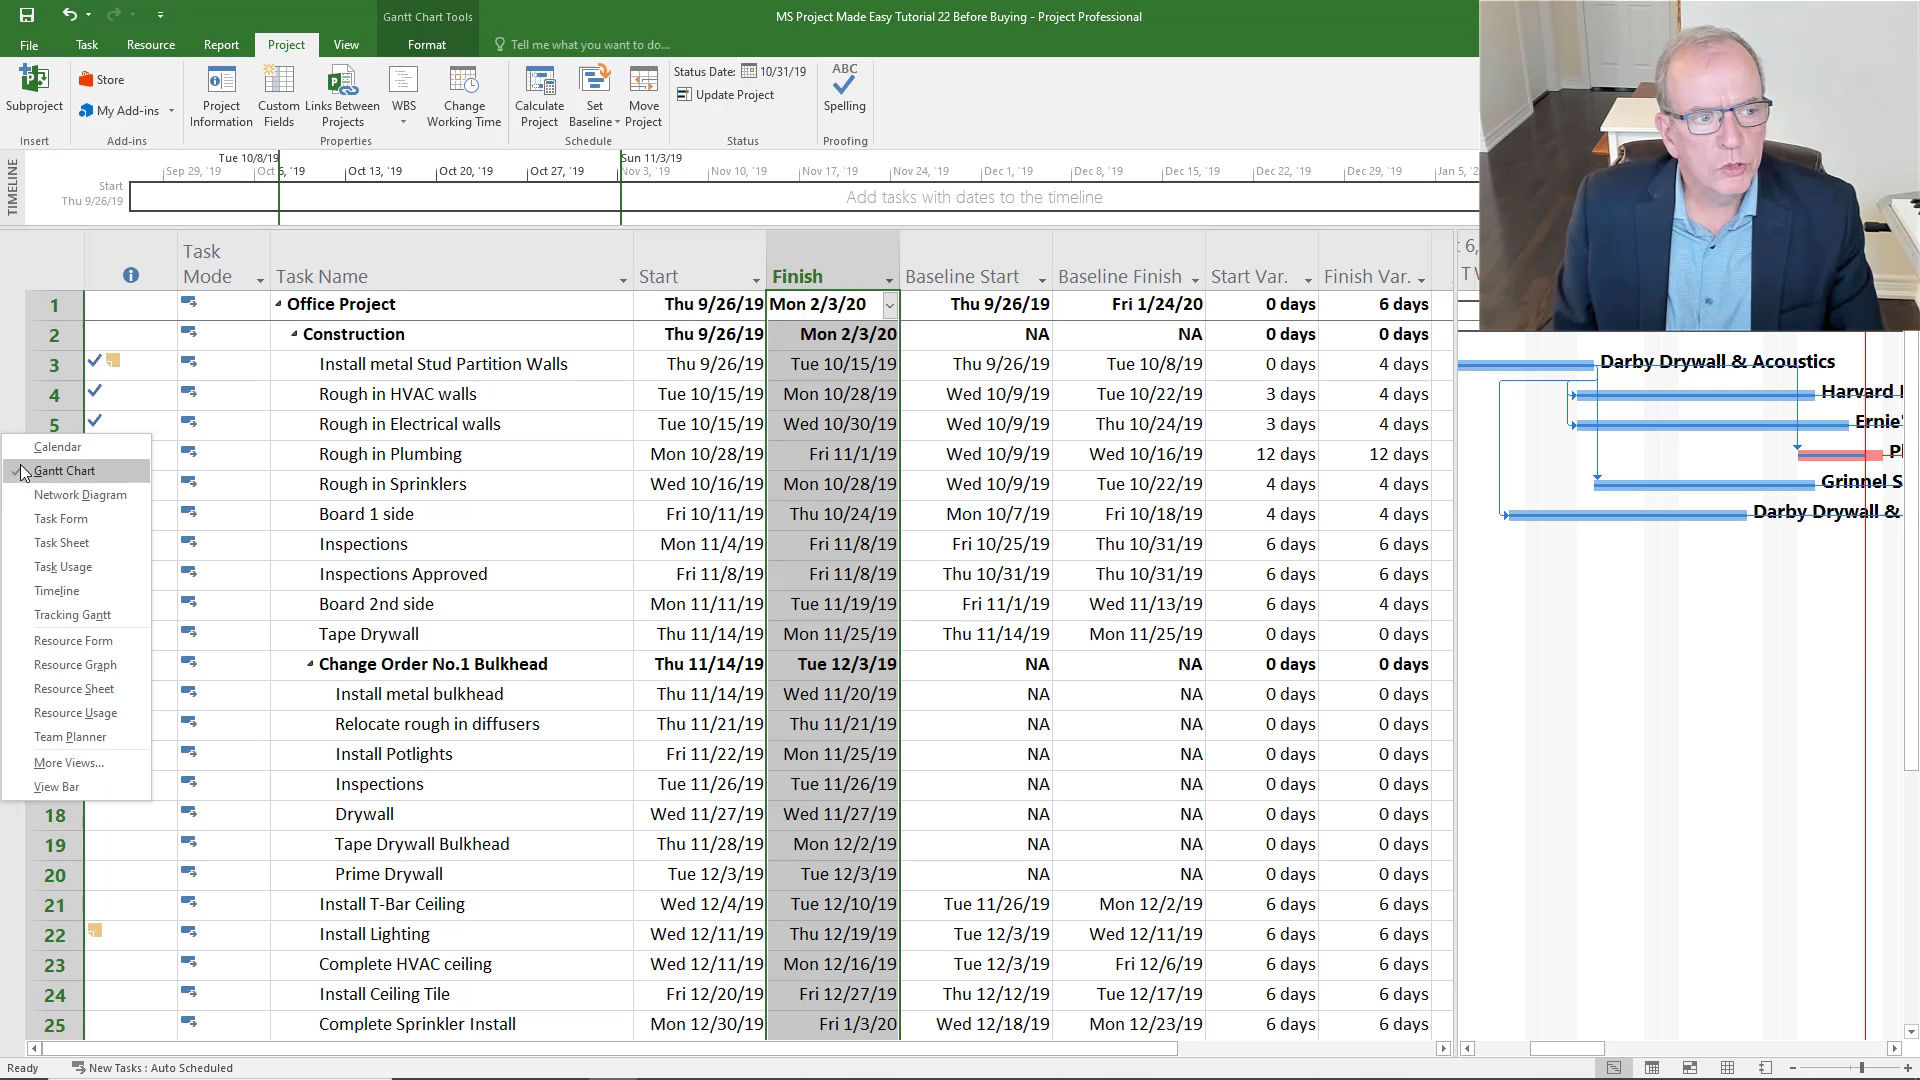 Gantt Chart Tools
MS Project Made Easy Tutorial 22 Before Buying - Project Professional
File Task Resource Report Project View Format Tell me what you want to do...
Subproject
Insert
Store
My Add-ins
Add-ins
Project Information
Custom Fields
Links Between Projects
WBS
Change Working Time
Properties
Calculate Project
Set Baseline
Move Project
Schedule
Status Date: 10/31/19
Update Project
Status
ABC
Spelling
Proofing
TIMELINE
Tue 10/8/19 Sun 11/3/19
Sep 29, '19 Oct 6, '19 Oct 13, '19 Oct 20, '19 Oct 27, '19 Nov 3, '19 Nov 10, '19 Nov 17, '19 Nov 24, '19 Dec 1, '19 Dec 8, '19 Dec 15, '19 Dec 22, '19 Dec 29, '19 Jan 5, '2
Start
Thu 9/26/19
Add tasks with dates to the timeline
Task Mode Task Name Start Finish Baseline Start Baseline Finish Start Var. Finish Var.
1 Office Project Thu 9/26/19 Mon 2/3/20 Thu 9/26/19 Fri 1/24/20 0 days 6 days
2 Construction Thu 9/26/19 Mon 2/3/20 NA NA 0 days 0 days
3 Install metal Stud Partition Walls Thu 9/26/19 Tue 10/15/19 Thu 9/26/19 Tue 10/8/19 0 days 4 days
4 Rough in HVAC walls Tue 10/15/19 Mon 10/28/19 Wed 10/9/19 Tue 10/22/19 3 days 4 days
5 Rough in Electrical walls Tue 10/15/19 Wed 10/30/19 Wed 10/9/19 Thu 10/24/19 3 days 4 days
Rough in Plumbing Mon 10/28/19 Fri 11/1/19 Wed 10/9/19 Wed 10/16/19 12 days 12 days
Rough in Sprinklers Wed 10/16/19 Mon 10/28/19 Wed 10/9/19 Tue 10/22/19 4 days 4 days
Board 1 side Fri 10/11/19 Thu 10/24/19 Mon 10/7/19 Fri 10/18/19 4 days 4 days
Inspections Mon 11/4/19 Fri 11/8/19 Fri 10/25/19 Thu 10/31/19 6 days 6 days
Inspections Approved Fri 11/8/19 Fri 11/8/19 Thu 10/31/19 Thu 10/31/19 6 days 6 days
Board 2nd side Mon 11/11/19 Tue 11/19/19 Fri 11/1/19 Wed 11/13/19 6 days 4 days
Tape Drywall Thu 11/14/19 Mon 11/25/19 Thu 11/14/19 Mon 11/25/19 0 days 0 days
Change Order No.1 Bulkhead Thu 11/14/19 Tue 12/3/19 NA NA 0 days 0 days
Install metal bulkhead Thu 11/14/19 Wed 11/20/19 NA NA 0 days 0 days
Relocate rough in diffusers Thu 11/21/19 Thu 11/21/19 NA NA 0 days 0 days
Install Potlights Fri 11/22/19 Mon 11/25/19 NA NA 0 days 0 days
Inspections Tue 11/26/19 Tue 11/26/19 NA NA 0 days 0 days
18 Drywall Wed 11/27/19 Wed 11/27/19 NA NA 0 days 0 days
19 Tape Drywall Bulkhead Thu 11/28/19 Mon 12/2/19 NA NA 0 days 0 days
20 Prime Drywall Tue 12/3/19 Tue 12/3/19 NA NA 0 days 0 days
21 Install T-Bar Ceiling Wed 12/4/19 Tue 12/10/19 Tue 11/26/19 Mon 12/2/19 6 days 6 days
22 Install Lighting Wed 12/11/19 Thu 12/19/19 Tue 12/3/19 Wed 12/11/19 6 days 6 days
23 Complete HVAC ceiling Wed 12/11/19 Mon 12/16/19 Tue 12/3/19 Fri 12/6/19 6 days 6 days
24 Install Ceiling Tile Fri 12/20/19 Fri 12/27/19 Thu 12/12/19 Tue 12/17/19 6 days 6 days
25 Complete Sprinkler Install Mon 12/30/19 Fri 1/3/20 Wed 12/18/19 Mon 12/23/19 6 days 6 days
Calendar
Gantt Chart
Network Diagram
Task Form
Task Sheet
Task Usage
Timeline
Tracking Gantt
Resource Form
Resource Graph
Resource Sheet
Resource Usage
Team Planner
More Views...
View Bar
Darby Drywall & Acoustics
Harvard
Ernie'
P
Grinnel S
Darby Drywall &
Ready New Tasks : Auto Scheduled